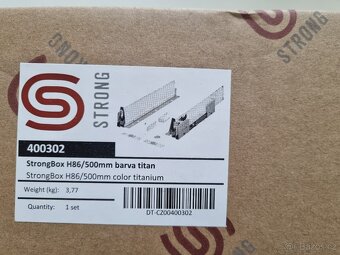 STRONG
STRONG
STRONG
400302
StrongBox H86/500mm barva titan
StrongBox H86/500mm color titanium
Weight (kg): 3,77
Quantity: 1 set
DT-CZ00400302